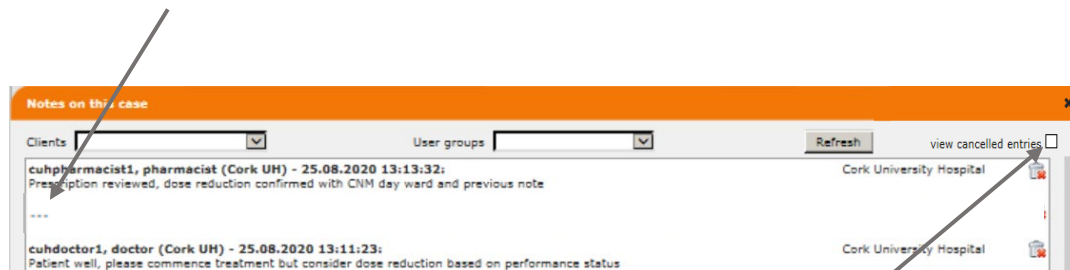 Notes on this case
Clients User groups Refresh view cancelled entries
cuhpharmacist1, pharmacist (Cork UH) - 25.08.2020 13:13:32: Cork University Hospital
Prescription reviewed, dose reduction confirmed with CNM day ward and previous note
---
cuhdoctor1, doctor (Cork UH) - 25.08.2020 13:11:23: Cork University Hospital
Patient well, please commence treatment but consider dose reduction based on performance status